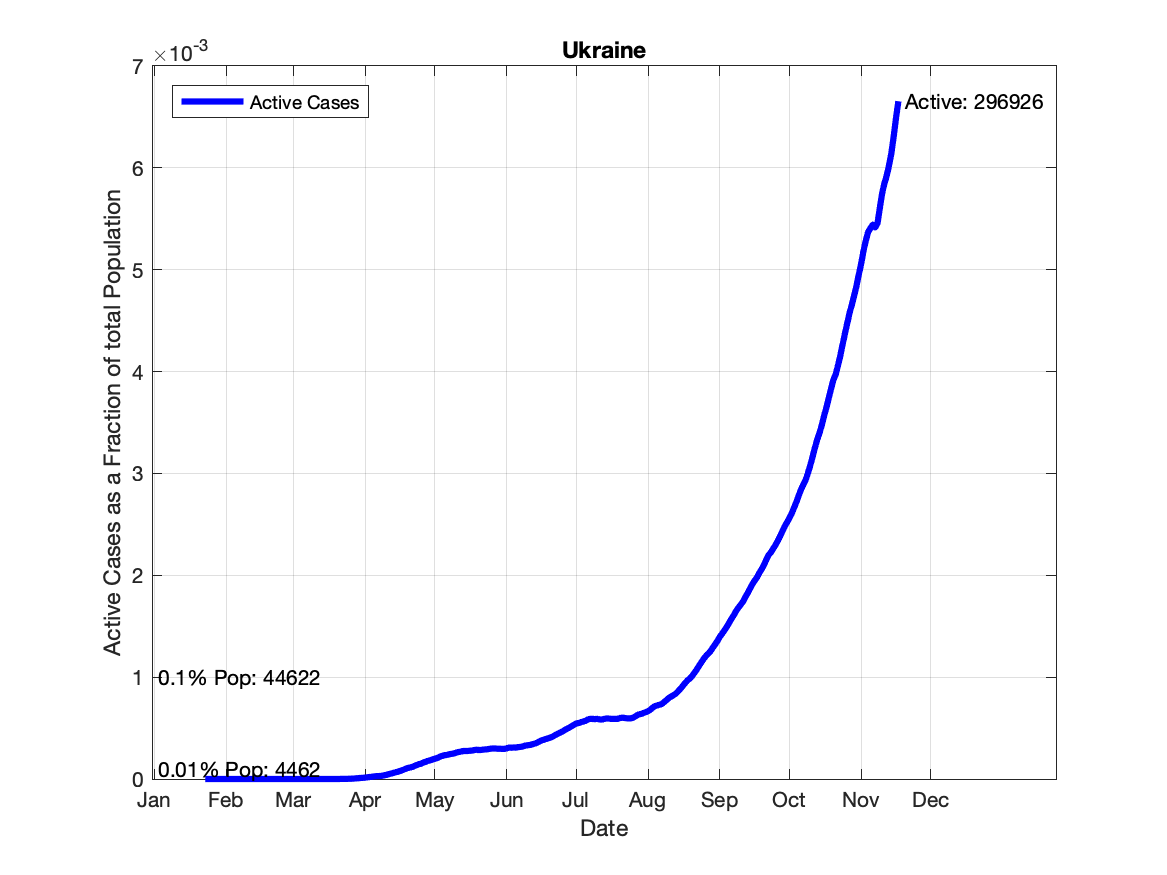 Ukraine
×10-3
7
6
5
4
3
2
1
0
Active Cases as a Fraction of total Population
Active Cases
Active: 296926
0.1% Pop: 44622
0.01% Pop: 4462
Jan Feb Mar Apr May Jun Jul Aug Sep Oct Nov Dec
Date